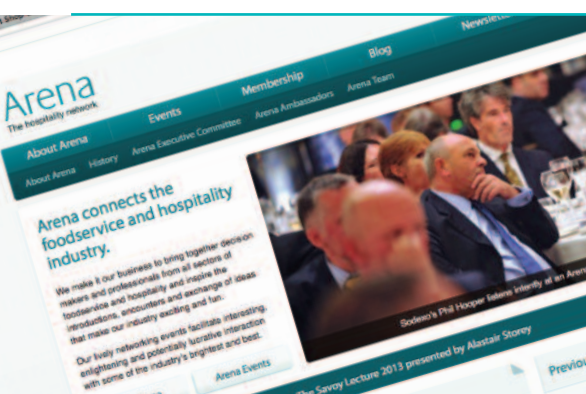 Arena
The hospitality network
About Arena
Events
Membership
Blog
About Arena
History
Arena Executive Committee
Arena Ambassadors
Arena Team
Arena connects the
foodservice and hospitality
industry.
We make it our business to bring together decision
makers and professionals from all sectors of
foodservice and hospitality and inspire the
introductions, encounters and exchange of ideas
that make our industry exciting and fun.
Our lively networking events facilitate interesting,
enlightening and potentially lucrative interaction
with some of the industry's brightest and best.
Arena Events
Sodexo's Phil Hooper listens intently at an
The Savoy Lecture 2013 presented by Alastair Storey